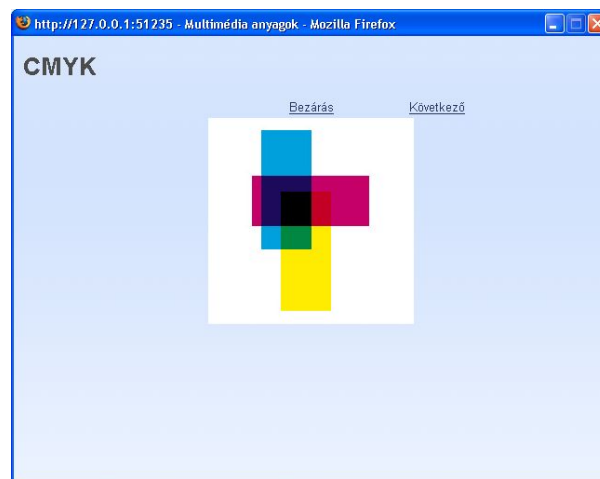 http://127.0.0.1:51235 - Multimédia anyagok - Mozilla Firefox
CMYK
Bezárás Következő